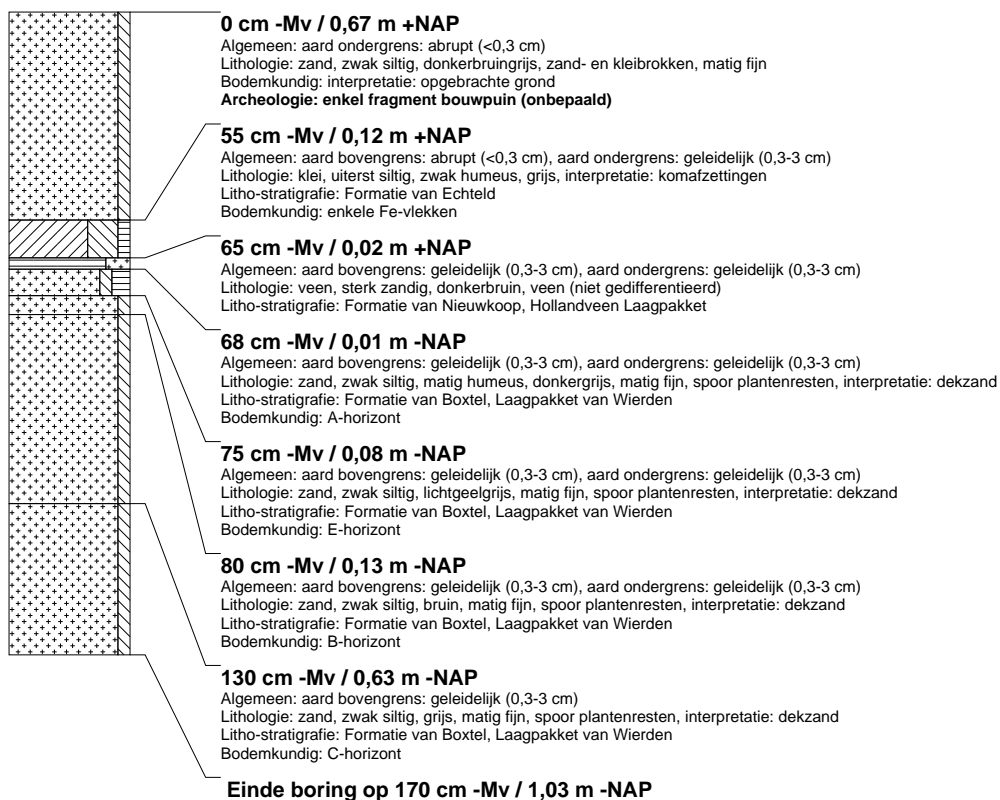 0 cm -Mv / 0,67 m +NAP
Algemeen: aard ondergrens: abrupt (<0,3 cm)
Lithologie: zand, zwak siltig, donkerbruingrijs, zand- en kleibrokken, matig fijn
Bodemkundig: interpretatie: opgebrachte grond
Archeologie: enkel fragment bouwpuin (onbepaald)
55 cm -Mv / 0,12 m +NAP
Algemeen: aard bovengrens: abrupt (<0,3 cm), aard ondergrens: geleidelijk (0,3-3 cm)
Lithologie: klei, uiterst siltig, zwak humeus, grijs, interpretatie: komafzettingen
Litho-stratigrafie: Formatie van Echteld
Bodemkundig: enkele Fe-vlekken
65 cm -Mv / 0,02 m +NAP
Algemeen: aard bovengrens: geleidelijk (0,3-3 cm), aard ondergrens: geleidelijk (0,3-3 cm)
Lithologie: veen, sterk zandig, donkerbruin, veen (niet gedifferentieerd)
Litho-stratigrafie: Formatie van Nieuwkoop, Hollandveen Laagpakket
68 cm -Mv / 0,01 m -NAP
Algemeen: aard bovengrens: geleidelijk (0,3-3 cm), aard ondergrens: geleidelijk (0,3-3 cm)
Lithologie: zand, zwak siltig, matig humeus, donkergrijs, matig fijn, spoor plantenresten, interpretatie: dekzand
Litho-stratigrafie: Formatie van Boxtel, Laagpakket van Wierden
Bodemkundig: A-horizont
75 cm -Mv / 0,08 m -NAP
Algemeen: aard bovengrens: geleidelijk (0,3-3 cm), aard ondergrens: geleidelijk (0,3-3 cm)
Lithologie: zand, zwak siltig, lichtgeelgrijs, matig fijn, spoor plantenresten, interpretatie: dekzand
Litho-stratigrafie: Formatie van Boxtel, Laagpakket van Wierden
Bodemkundig: E-horizont
80 cm -Mv / 0,13 m -NAP
Algemeen: aard bovengrens: geleidelijk (0,3-3 cm), aard ondergrens: geleidelijk (0,3-3 cm)
Lithologie: zand, zwak siltig, bruin, matig fijn, spoor plantenresten, interpretatie: dekzand
Litho-stratigrafie: Formatie van Boxtel, Laagpakket van Wierden
Bodemkundig: B-horizont
130 cm -Mv / 0,63 m -NAP
Algemeen: aard bovengrens: geleidelijk (0,3-3 cm)
Lithologie: zand, zwak siltig, grijs, matig fijn, spoor plantenresten, interpretatie: dekzand
Litho-stratigrafie: Formatie van Boxtel, Laagpakket van Wierden
Bodemkundig: C-horizont
Einde boring op 170 cm -Mv / 1,03 m -NAP